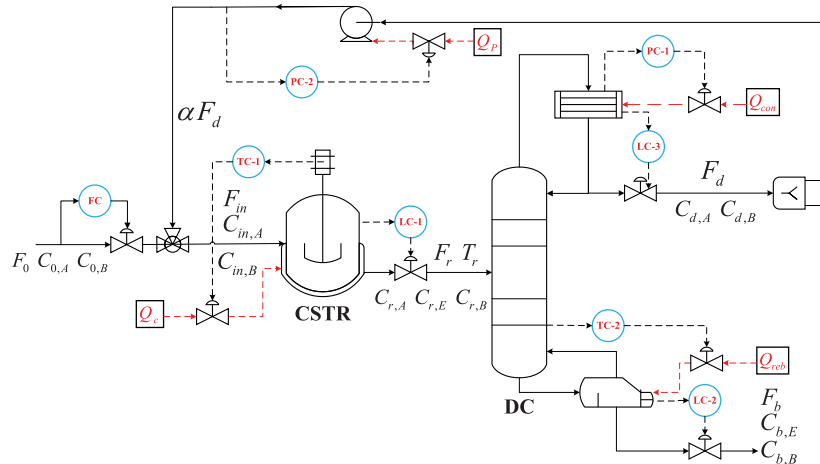 Q_P
PC-1
PC-2
Q_con
αF_d
LC-3
TC-1
F_d
FC
F_in
C_in,A
C_d,A C_d,B
LC-1
F_0 C_0,A C_0,B
C_in,B
F_r T_r
C_r,A C_r,E C_r,B
Q_c
CSTR
TC-2
Q_reb
DC
LC-2
F_b
C_b,E
C_b,B